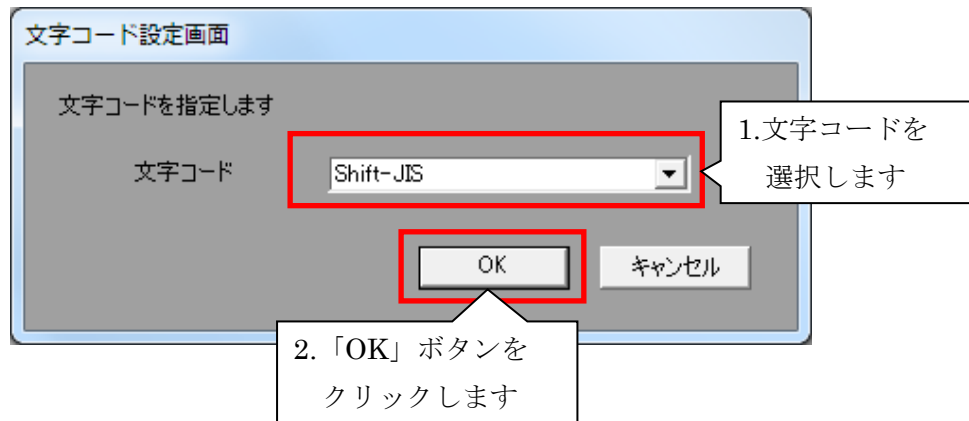 文字コード設定画面
文字コードを指定します
文字コード
Shift-JIS
1.文字コードを
選択します
OK
キャンセル
2.「OK」ボタンを
クリックします